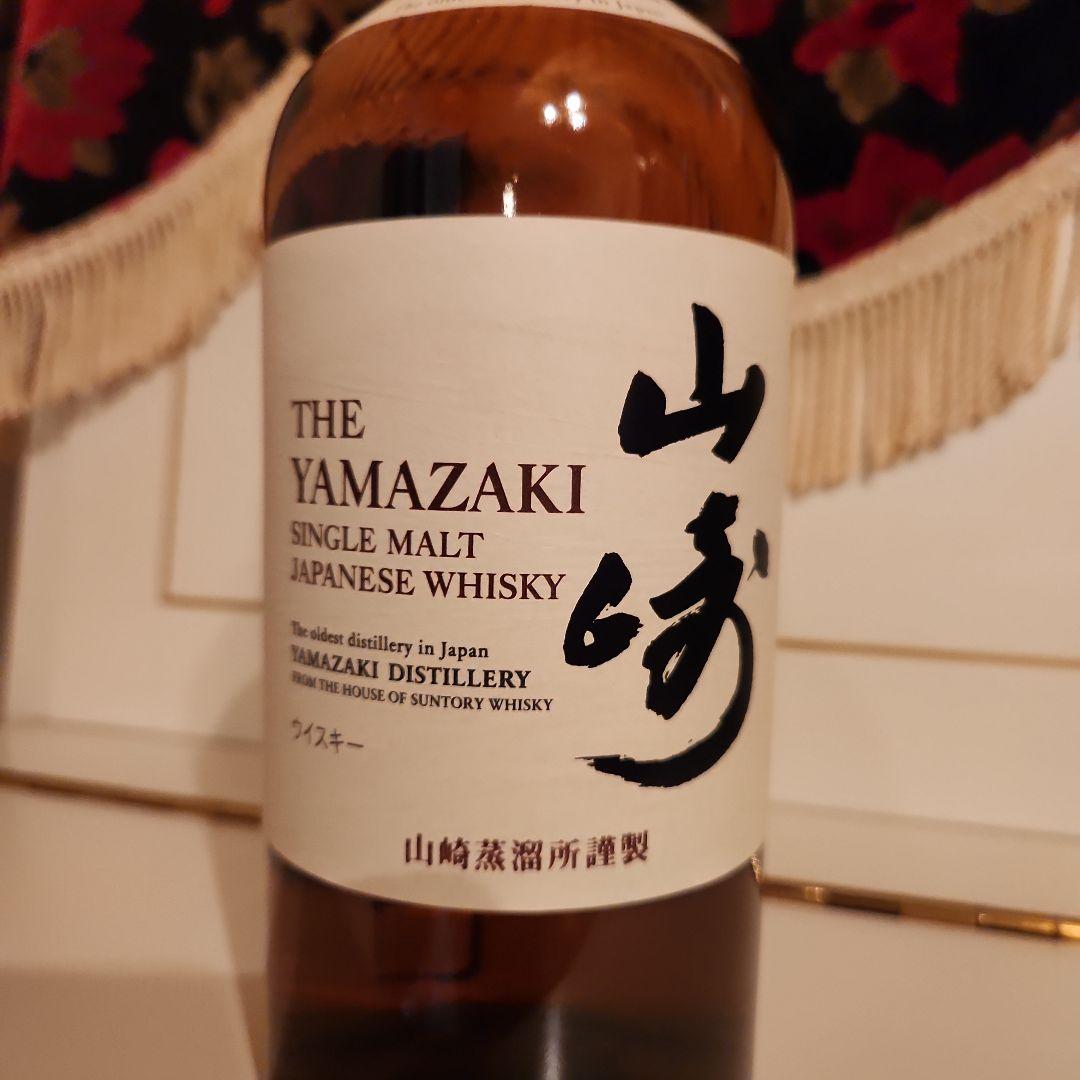 THE
YAMAZAKI
SINGLE MALT
JAPANESE WHISKY
The oldest distillery in Japan
YAMAZAKI DISTILLERY
FROM THE HOUSE OF SUNTORY WHISKY
ウイスキー
山崎
山崎蒸溜所謹製